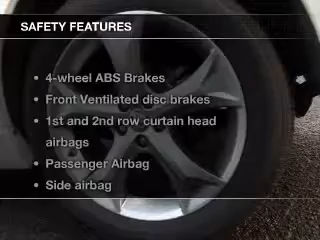 SAFETY FEATURES
• 4-wheel ABS Brakes
• Front Ventilated disc brakes
• 1st and 2nd row curtain head
airbags
• Passenger Airbag
• Side airbag